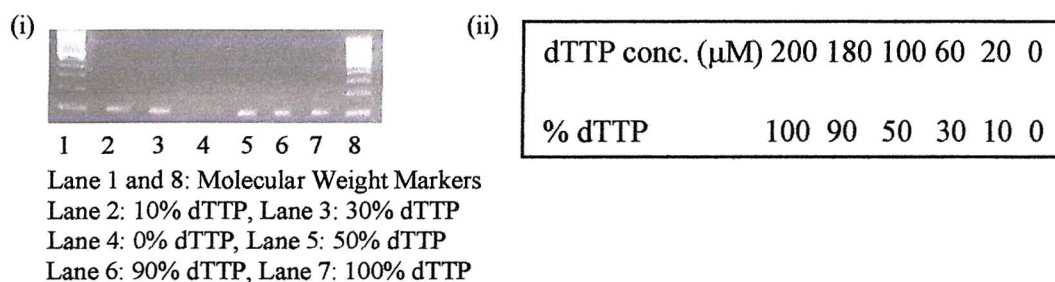 (i)
1 2 3 4 5 6 7 8
Lane 1 and 8: Molecular Weight Markers
Lane 2: 10% dTTP, Lane 3: 30% dTTP
Lane 4: 0% dTTP, Lane 5: 50% dTTP
Lane 6: 90% dTTP, Lane 7: 100% dTTP
(ii)
dTTP conc. (μM) 200 180 100 60 20 0
% dTTP 100 90 50 30 10 0